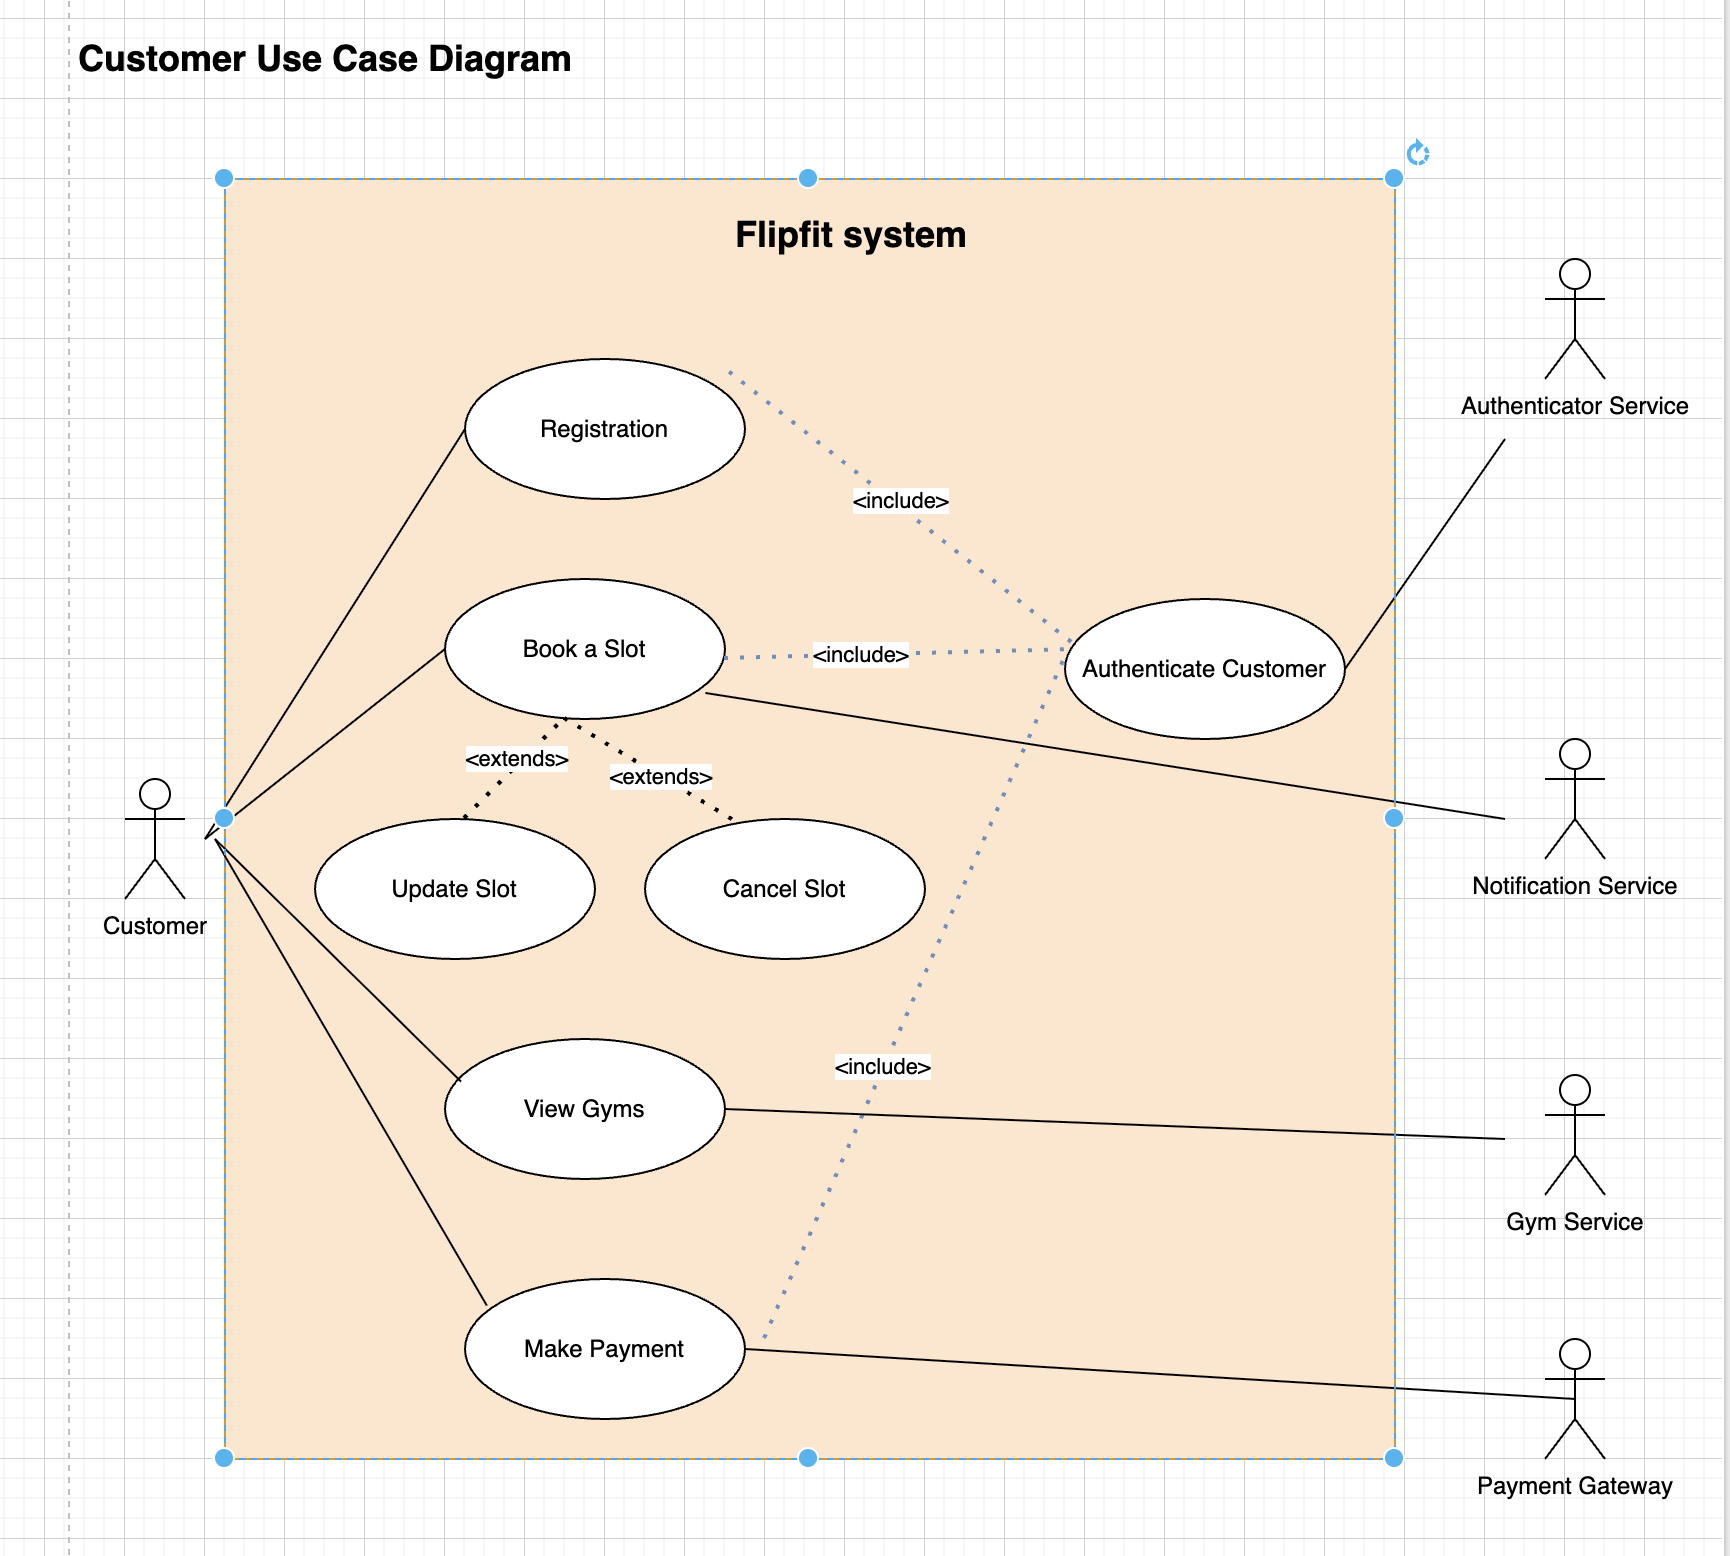 Customer Use Case Diagram
Flipfit system
Authenticator Service
Registration
<include>
Book a Slot
<include>
Authenticate Customer
<extends>
<extends>
Customer
Update Slot
Cancel Slot
Notification Service
<include>
View Gyms
Gym Service
Make Payment
Payment Gateway